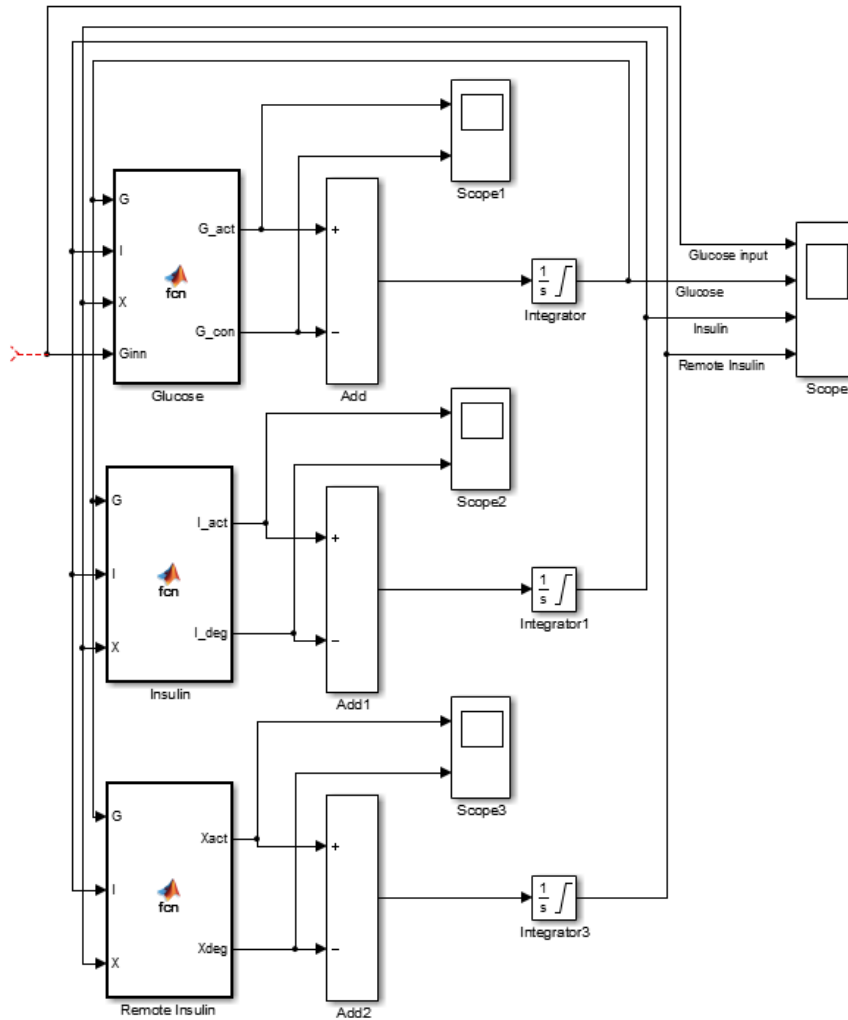 Scope1
G
I
X
Ginn
G_act
G_con
fcn
Glucose
+
−
Add
1
s
Integrator
Glucose input
Glucose
Insulin
Remote Insulin
Scope
Scope2
G
I
X
I_act
I_deg
fcn
Insulin
+
−
Add1
1
s
Integrator1
Scope3
G
I
X
Xact
Xdeg
fcn
Remote Insulin
+
−
Add2
1
s
Integrator3